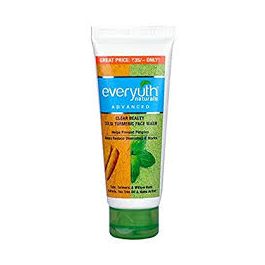 GREAT PRICE ₹35/- ONLY!
everyuth
naturals
ADVANCED
CLEAR BEAUTY
TULSI TURMERIC FACE WASH
Helps Prevent Pimples
Helps Reduce Blemishes & Marks